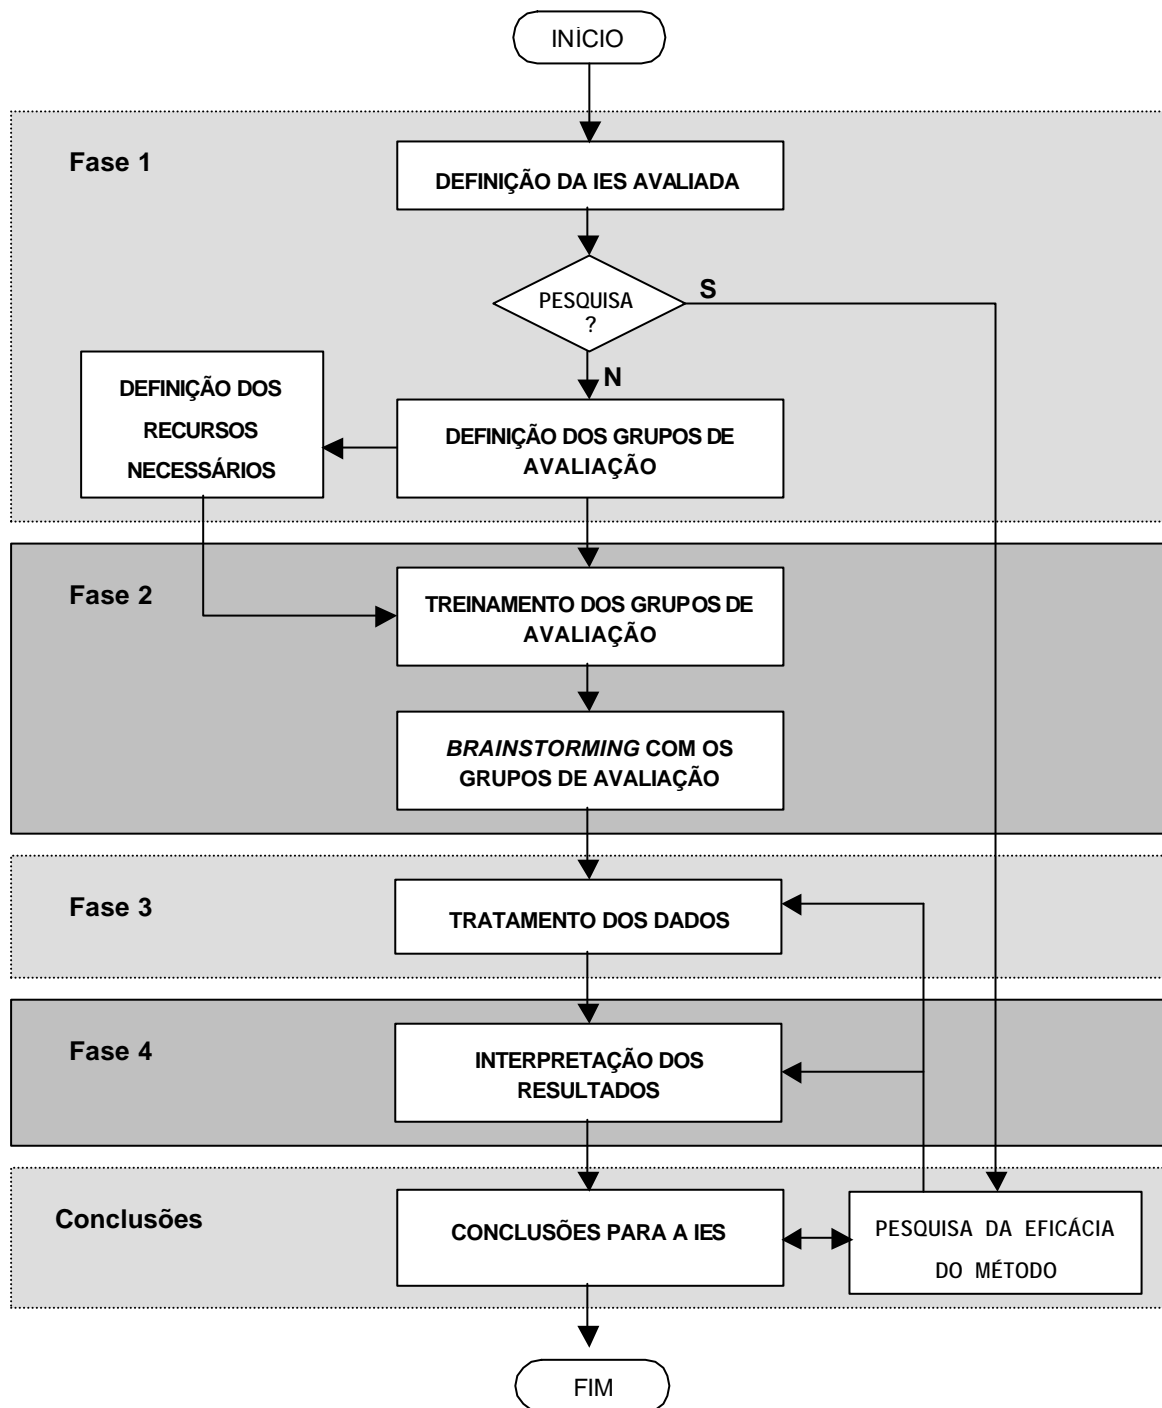 INÍCIO
Fase 1
DEFINIÇÃO DA IES AVALIADA
PESQUISA
?
S
N
DEFINIÇÃO DOS
RECURSOS
NECESSÁRIOS
DEFINIÇÃO DOS GRUPOS DE
AVALIAÇÃO
Fase 2
TREINAMENTO DOS GRUPOS DE
AVALIAÇÃO
BRAINSTORMING COM OS
GRUPOS DE AVALIAÇÃO
Fase 3
TRATAMENTO DOS DADOS
Fase 4
INTERPRETAÇÃO DOS
RESULTADOS
Conclusões
CONCLUSÕES PARA A IES
PESQUISA DA EFICÁCIA
DO MÉTODO
FIM